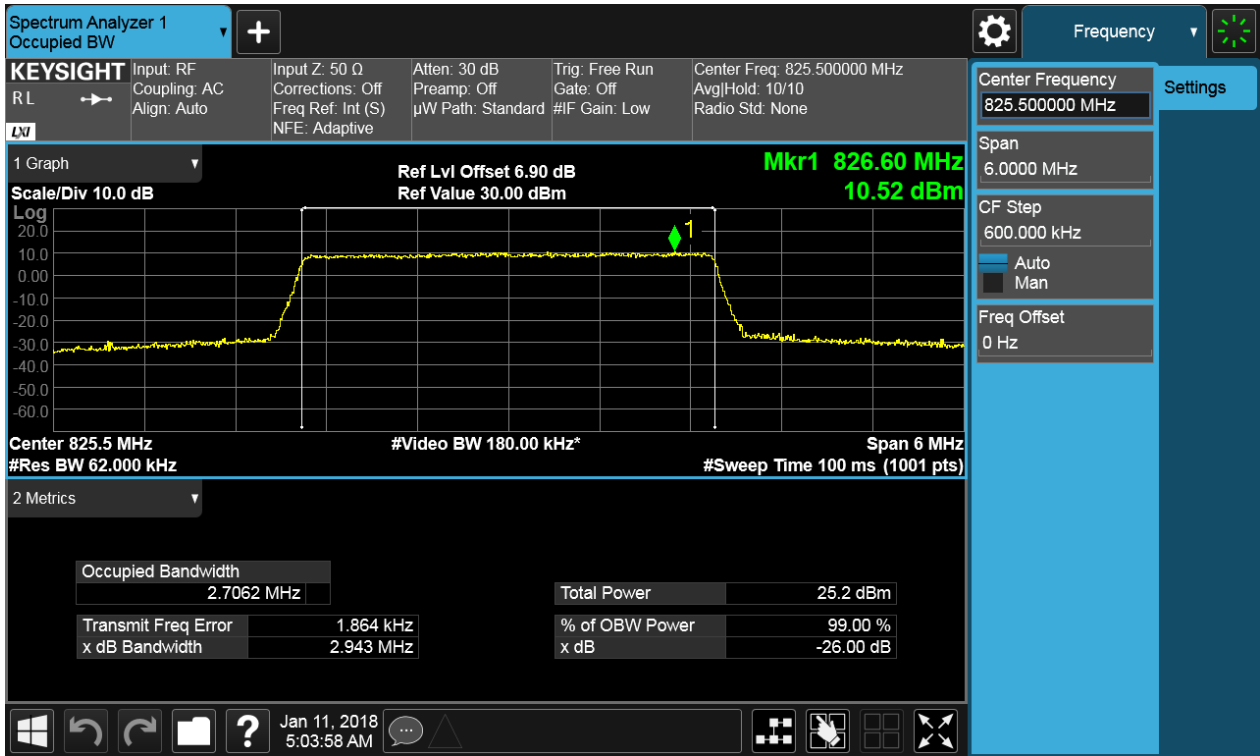 Spectrum Analyzer 1
Occupied BW
Frequency
KEYSIGHT
R L
LXI
Input: RF
Coupling: AC
Align: Auto
Input Z: 50 Ω
Corrections: Off
Freq Ref: Int (S)
NFE: Adaptive
Atten: 30 dB
Preamp: Off
µW Path: Standard
Trig: Free Run
Gate: Off
#IF Gain: Low
Center Freq: 825.500000 MHz
Avg|Hold: 10/10
Radio Std: None
Center Frequency
825.500000 MHz
Settings
Span
6.0000 MHz
CF Step
600.000 kHz
Auto
Man
Freq Offset
0 Hz
1 Graph
Scale/Div 10.0 dB
Ref Lvl Offset 6.90 dB
Ref Value 30.00 dBm
Mkr1 826.60 MHz
10.52 dBm
Log
20.0
10.0
0.00
-10.0
-20.0
-30.0
-40.0
-50.0
-60.0
1
Center 825.5 MHz
#Video BW 180.00 kHz*
Span 6 MHz
#Res BW 62.000 kHz
#Sweep Time 100 ms (1001 pts)
2 Metrics
Occupied Bandwidth
2.7062 MHz
Total Power 25.2 dBm
Transmit Freq Error 1.864 kHz
% of OBW Power 99.00 %
x dB Bandwidth 2.943 MHz
x dB -26.00 dB
?
Jan 11, 2018
5:03:58 AM